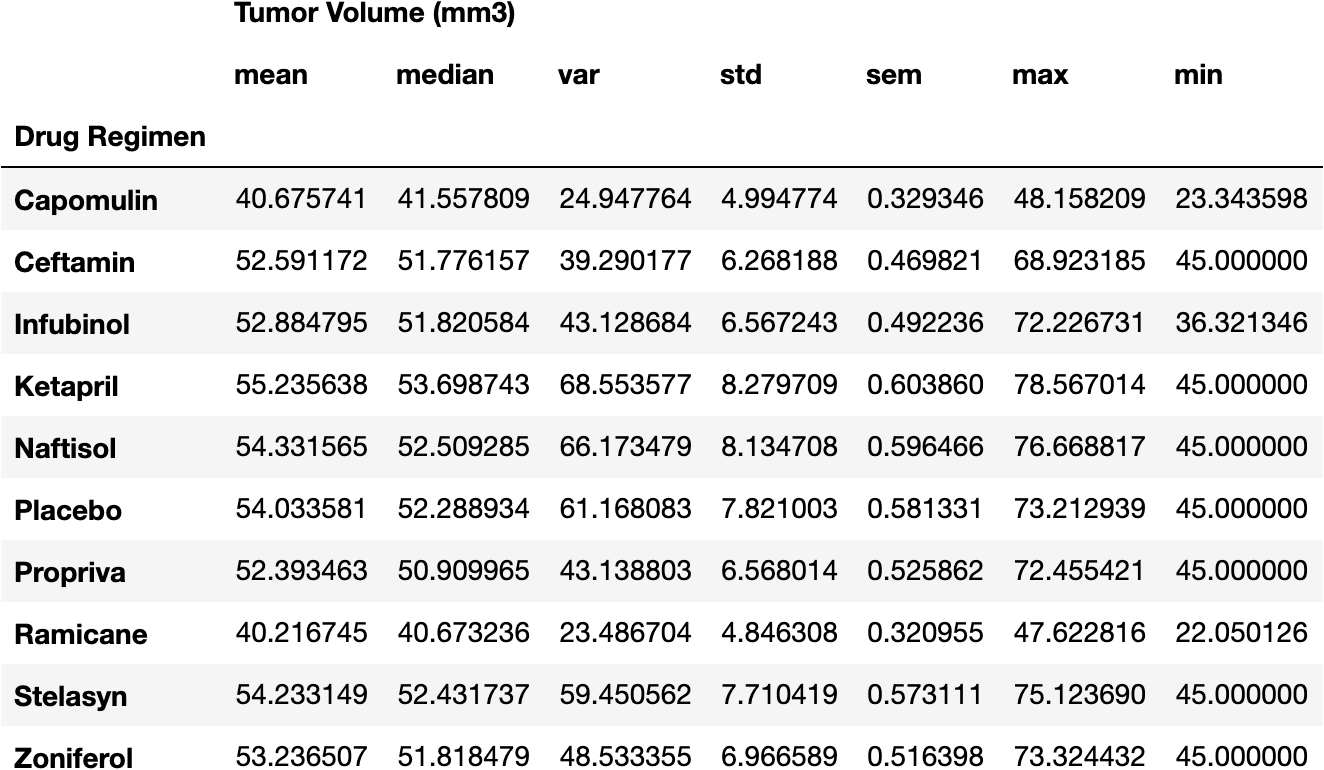 Tumor Volume (mm3)
mean median var std sem max min
Drug Regimen
Capomulin 40.675741 41.557809 24.947764 4.994774 0.329346 48.158209 23.343598
Ceftamin 52.591172 51.776157 39.290177 6.268188 0.469821 68.923185 45.000000
Infubinol 52.884795 51.820584 43.128684 6.567243 0.492236 72.226731 36.321346
Ketapril 55.235638 53.698743 68.553577 8.279709 0.603860 78.567014 45.000000
Naftisol 54.331565 52.509285 66.173479 8.134708 0.596466 76.668817 45.000000
Placebo 54.033581 52.288934 61.168083 7.821003 0.581331 73.212939 45.000000
Propriva 52.393463 50.909965 43.138803 6.568014 0.525862 72.455421 45.000000
Ramicane 40.216745 40.673236 23.486704 4.846308 0.320955 47.622816 22.050126
Stelasyn 54.233149 52.431737 59.450562 7.710419 0.573111 75.123690 45.000000
Zoniferol 53.236507 51.818479 48.533355 6.966589 0.516398 73.324432 45.000000